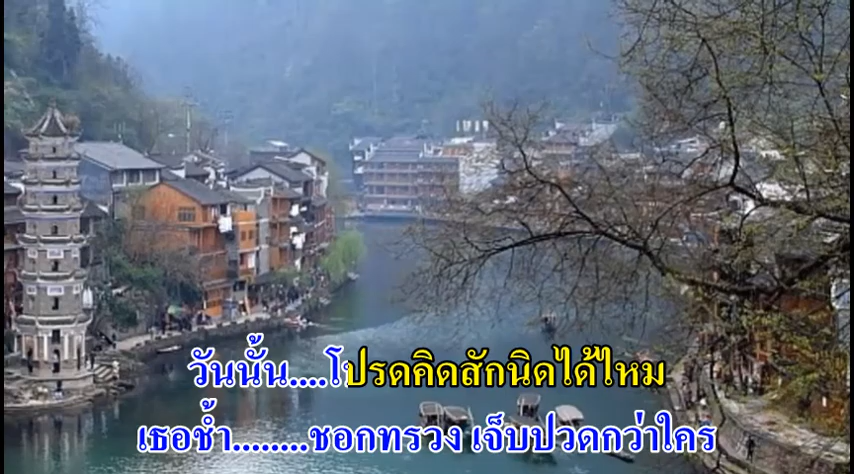 วันนั้น....โปรดคิดสักนิดได้ไหม
เธอช้ำ........ชอกทรวง เจ็บปวดกว่าใคร